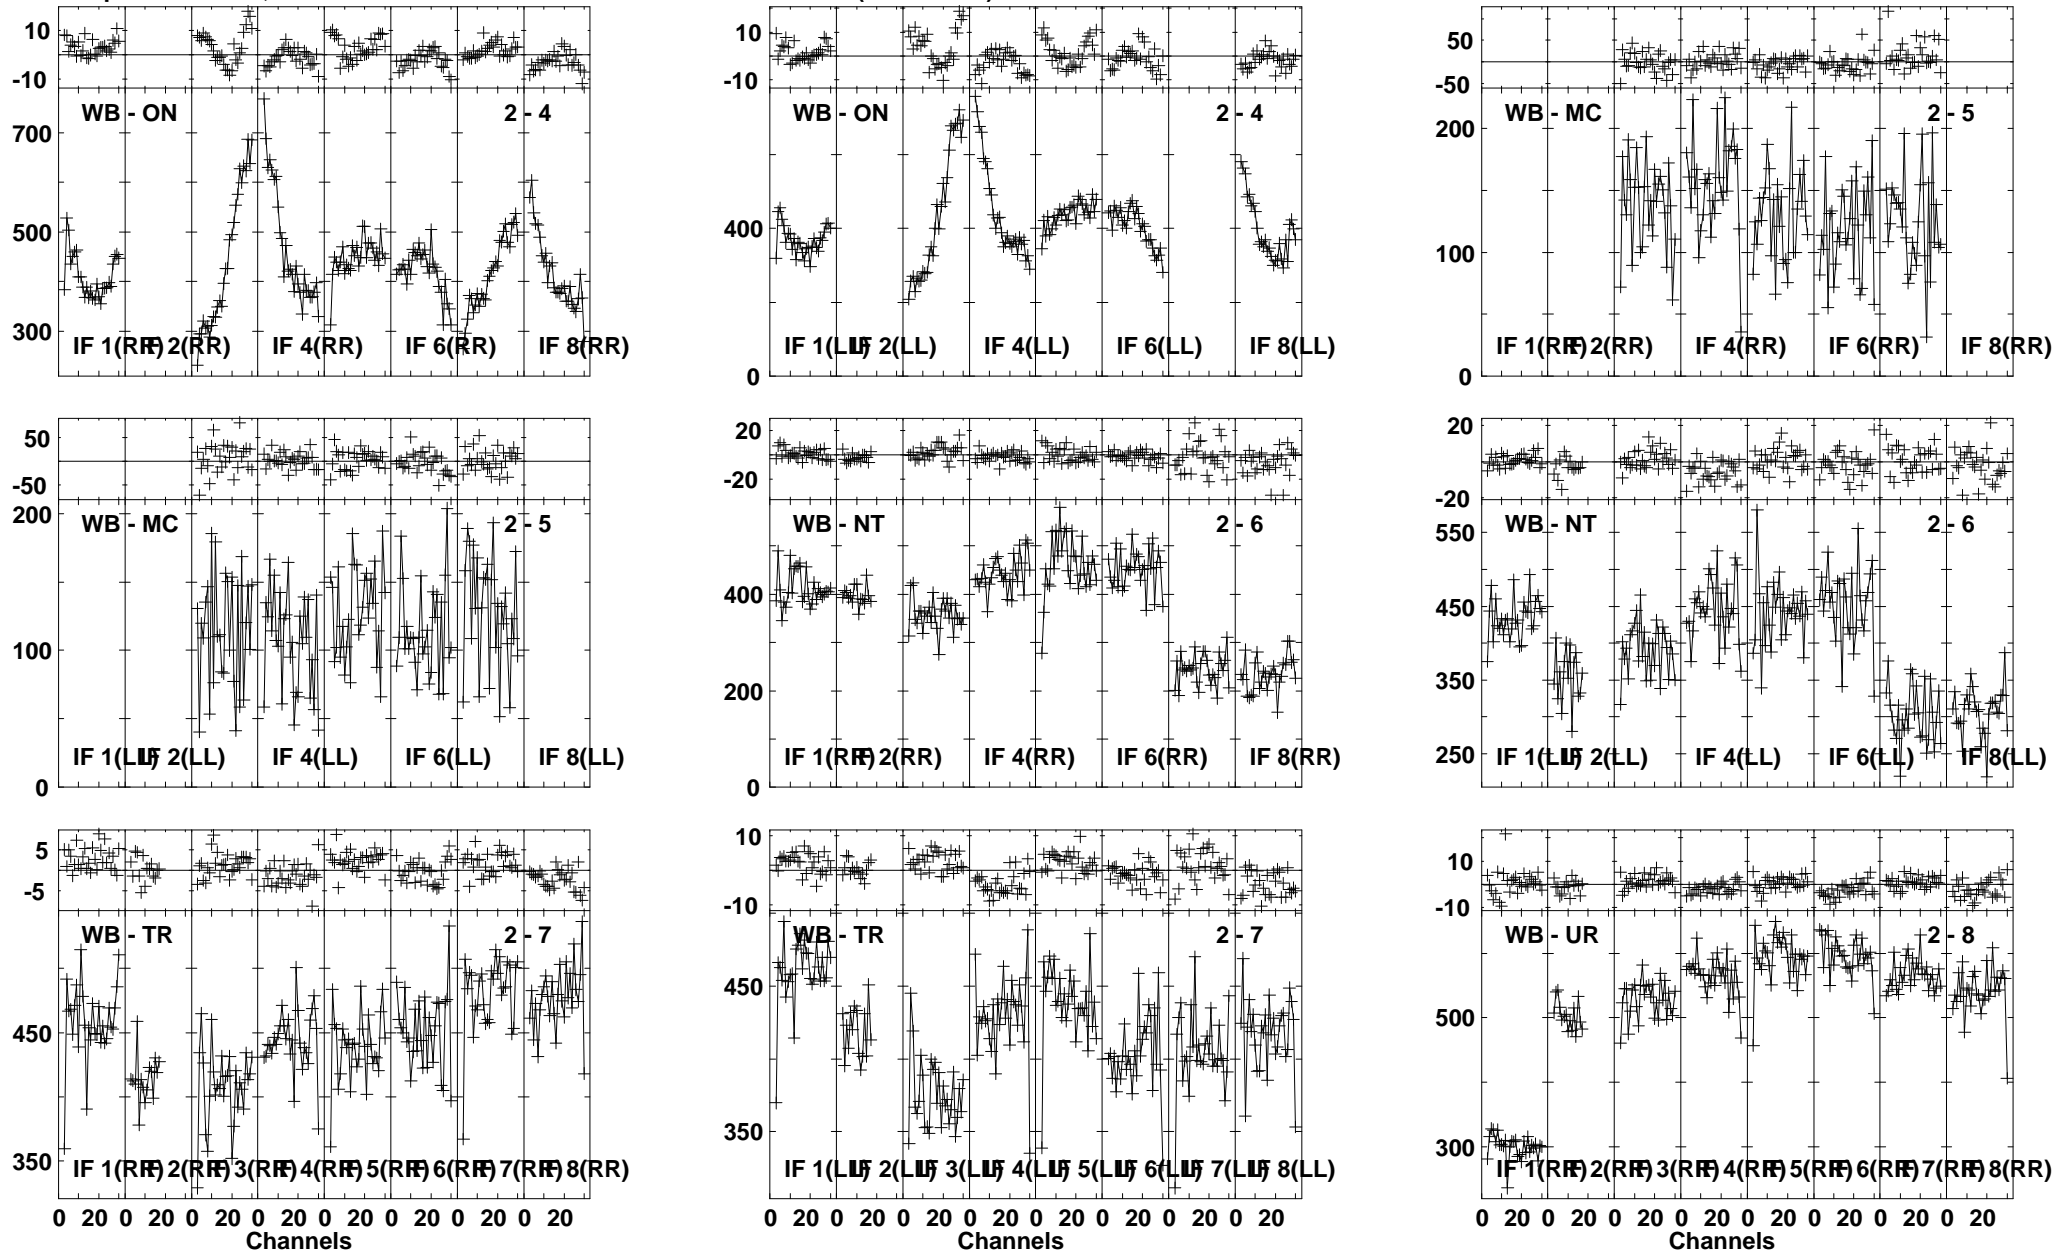 10
-10
WB - ON 2 - 4
700
500
300
IF 1(RR) IF 2(RR) IF 4(RR) IF 6(RR) IF 8(RR)
10
-10
WB - ON 2 - 4
400
0
IF 1(LL) IF 2(LL) IF 4(LL) IF 6(LL) IF 8(LL)
50
-50
WB - MC 2 - 5
200
100
0
IF 1(RR) IF 2(RR) IF 4(RR) IF 6(RR) IF 8(RR)
50
-50
WB - MC 2 - 5
200
100
0
IF 1(LL) IF 2(LL) IF 4(LL) IF 6(LL) IF 8(LL)
20
-20
WB - NT 2 - 6
400
200
0
IF 1(RR) IF 2(RR) IF 4(RR) IF 6(RR) IF 8(RR)
20
-20
WB - NT 2 - 6
550
450
350
250
IF 1(LL) IF 2(LL) IF 4(LL) IF 6(LL) IF 8(LL)
5
-5
WB - TR 2 - 7
450
350
IF 1(RR) IF 2(RR) IF 3(RR) IF 4(RR) IF 5(RR) IF 6(RR) IF 7(RR) IF 8(RR)
0 20 0 20 0 20 0 20 0 20 0 20 0 20 0 20
Channels
10
-10
WB - TR 2 - 7
450
350
IF 1(LL) IF 2(LL) IF 3(LL) IF 4(LL) IF 5(LL) IF 6(LL) IF 7(LL) IF 8(LL)
0 20 0 20 0 20 0 20 0 20 0 20 0 20 0 20
Channels
10
-10
WB - UR 2 - 8
500
300
IF 1(RR) IF 2(RR) IF 3(RR) IF 4(RR) IF 5(RR) IF 6(RR) IF 7(RR) IF 8(RR)
0 20 0 20 0 20 0 20 0 20 0 20 0 20 0 20
Channels